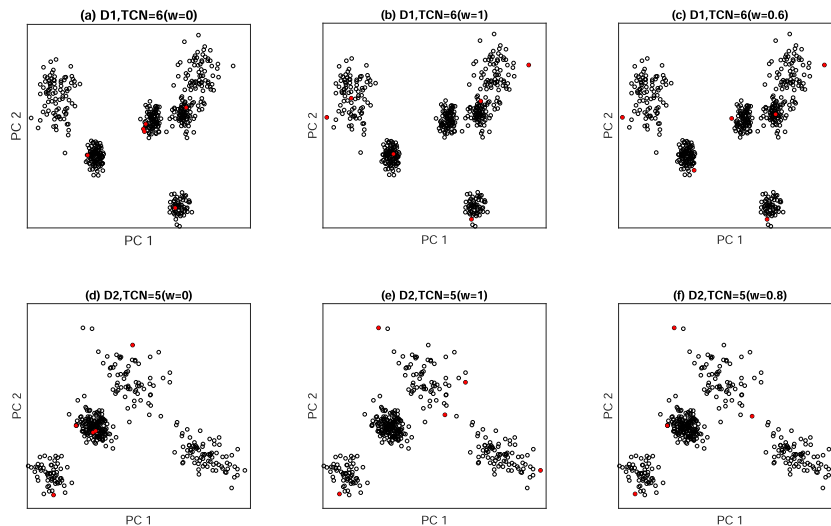 (a) D1,TCN=6(w=0)
(b) D1,TCN=6(w=1)
(c) D1,TCN=6(w=0.6)
PC 2
PC 2
PC 2
PC 1
PC 1
PC 1
(d) D2,TCN=5(w=0)
(e) D2,TCN=5(w=1)
(f) D2,TCN=5(w=0.8)
PC 2
PC 2
PC 2
PC 1
PC 1
PC 1